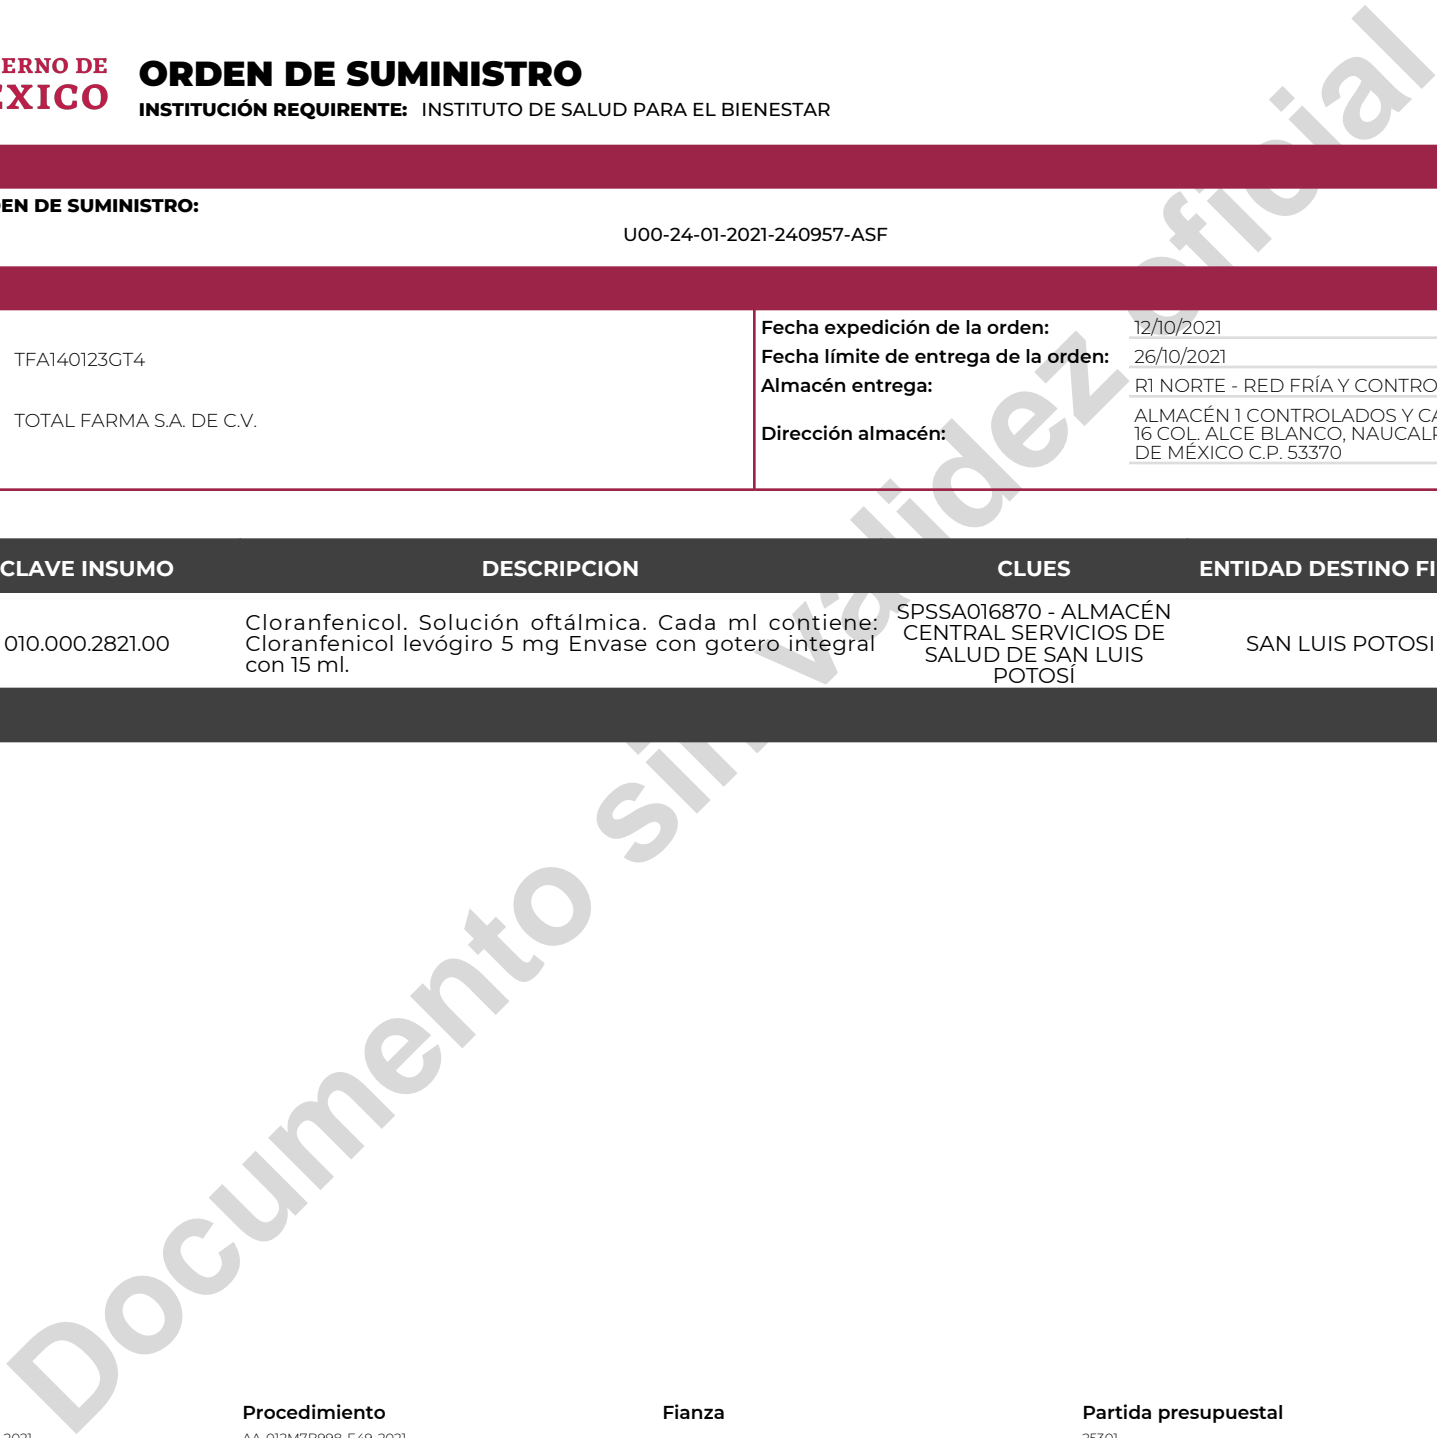 ERNO DE
ORDEN DE SUMINISTRO
EXICO
INSTITUCIÓN REQUIRENTE: INSTITUTO DE SALUD PARA EL BIENESTAR
EN DE SUMINISTRO:
U00-24-01-2021-240957-ASF
TFA140123GT4
TOTAL FARMA S.A. DE C.V.
Fecha expedición de la orden: 12/10/2021
Fecha límite de entrega de la orden: 26/10/2021
Almacén entrega: R1 NORTE - RED FRÍA Y CONTRO
Dirección almacén: ALMACÉN 1 CONTROLADOS Y CA
16 COL. ALCE BLANCO, NAUCALP
DE MÉXICO C.P. 53370
CLAVE INSUMO DESCRIPCION CLUES ENTIDAD DESTINO FI
010.000.2821.00
Cloranfenicol. Solución oftálmica. Cada ml contiene:
Cloranfenicol levógiro 5 mg Envase con gotero integral
con 15 ml.
SPSSA016870 - ALMACÉN
CENTRAL SERVICIOS DE
SALUD DE SAN LUIS
POTOSÍ
SAN LUIS POTOSI
Documento sin validez oficial
Procedimiento Fianza Partida presupuestal